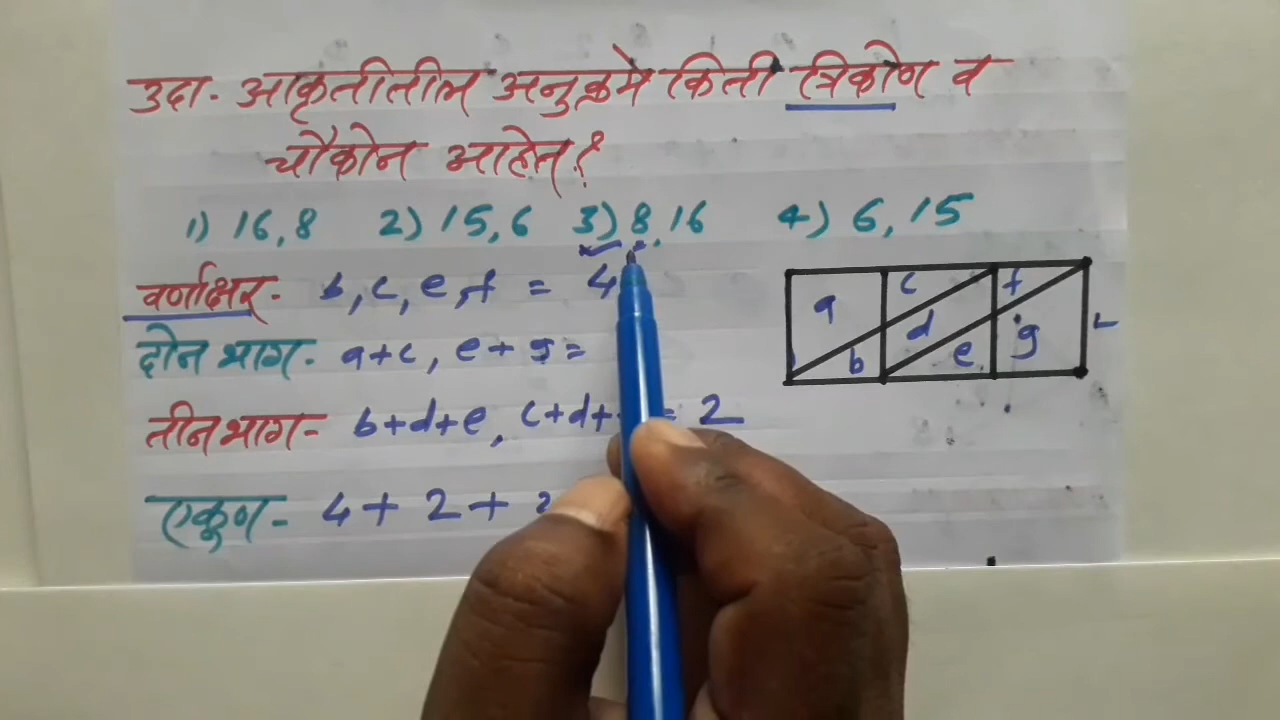 उदा. आकृतीतील अनुक्रमे किती त्रिकोण व
चौकोन आहेत?
1) 16,8 2) 15,6 3) 8,16 4) 6,15
वर्णाक्षर- b, c, e, f = 4
दोन भाग- a+c, e+g=
तीन भाग- b+d+e, c+d+ = 2
एकूण- 4+ 2+ 2
a c f
b d e g